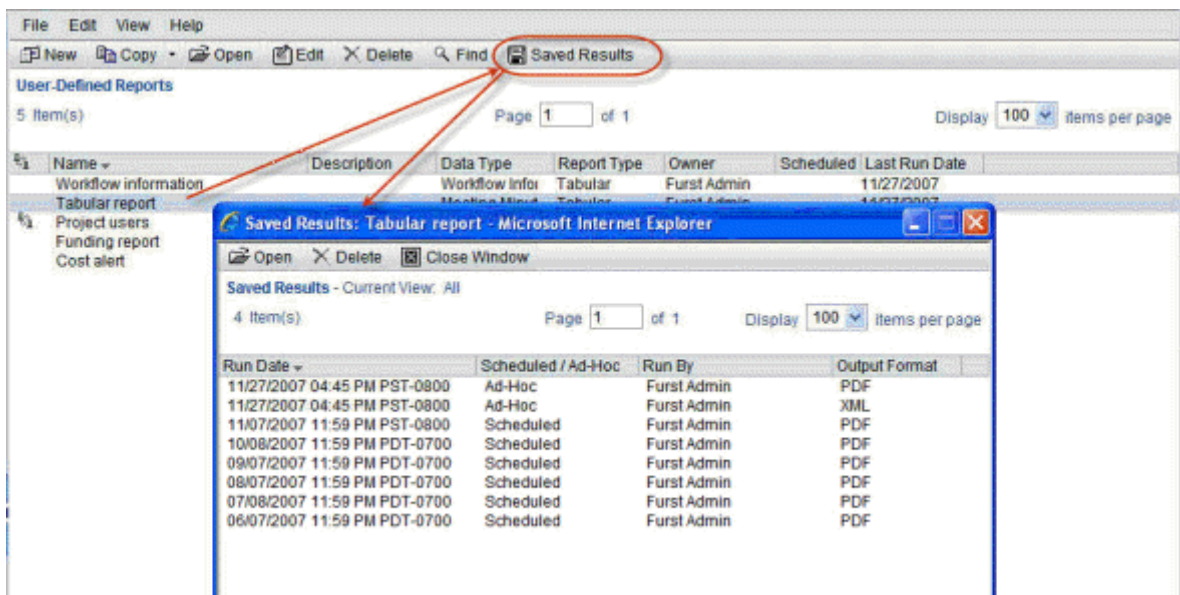 File Edit View Help
New Copy Open Edit Delete Find Saved Results
User-Defined Reports
5 Item(s) Page 1 of 1 Display 100 items per page
Name Description Data Type Report Type Owner Scheduled Last Run Date
Workflow information Workflow Infor Tabular Furst Admin 11/27/2007
Tabular report Meeting Minut Tabular Furst Admin 11/27/2007
Project users
Funding report
Cost alert
Saved Results: Tabular report - Microsoft Internet Explorer
Open Delete Close Window
Saved Results - Current View: All
4 Item(s) Page 1 of 1 Display 100 items per page
Run Date Scheduled / Ad-Hoc Run By Output Format
11/27/2007 04:45 PM PST-0800 Ad-Hoc Furst Admin PDF
11/27/2007 04:45 PM PST-0800 Ad-Hoc Furst Admin XML
11/07/2007 11:59 PM PST-0800 Scheduled Furst Admin PDF
10/08/2007 11:59 PM PDT-0700 Scheduled Furst Admin PDF
09/07/2007 11:59 PM PDT-0700 Scheduled Furst Admin PDF
08/07/2007 11:59 PM PDT-0700 Scheduled Furst Admin PDF
07/08/2007 11:59 PM PDT-0700 Scheduled Furst Admin PDF
06/07/2007 11:59 PM PDT-0700 Scheduled Furst Admin PDF